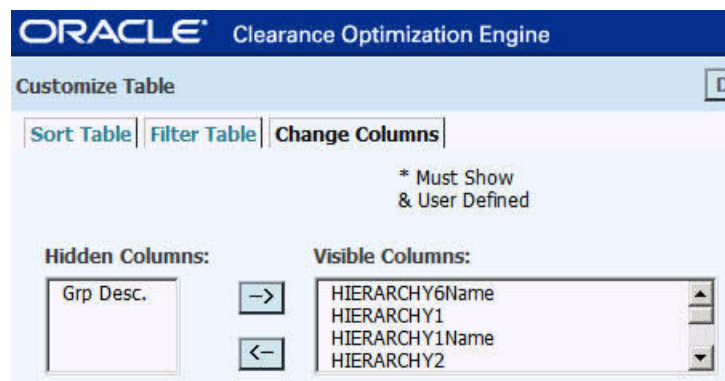 ORACLE Clearance Optimization Engine
Customize Table
Sort Table Filter Table Change Columns
* Must Show
& User Defined
Hidden Columns: Visible Columns:
Grp Desc. --> HIERARCHY6Name
HIERARCHY1
HIERARCHY1Name
<-- HIERARCHY2